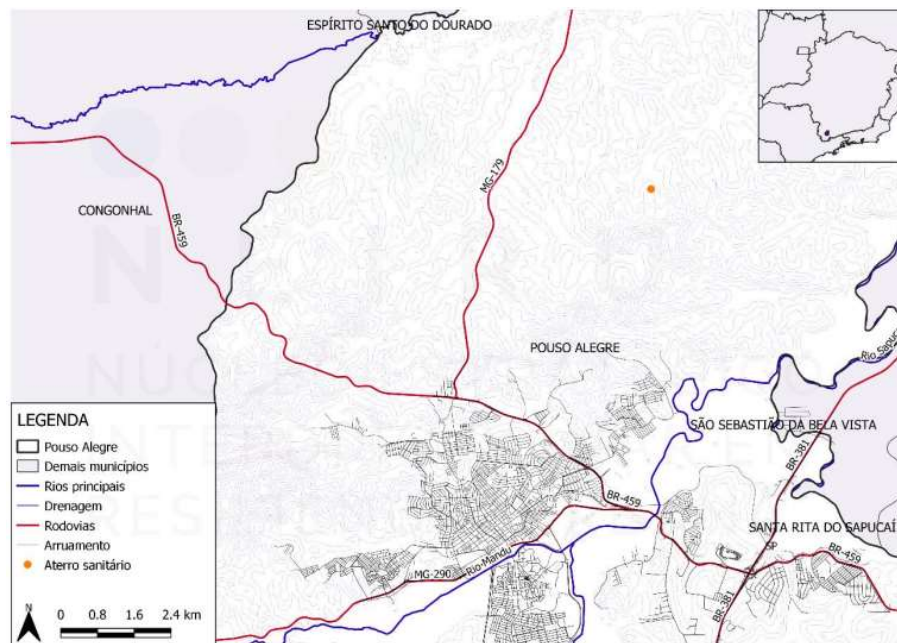 ESPÍRITO SANTO DO DOURADO
MG-179
CONGONHAL
BR-459
POUSO ALEGRE
Rio Sapuc
SÃO SEBASTIÃO DA BELA VISTA
BR-381
BR-459
SANTA RITA DO SAPUCAÍ
BR-459
Rio Mandu
MG-290
BR-381
LEGENDA
Pouso Alegre
Demais municípios
Rios principais
Drenagem
Rodovias
Arruamento
Aterro sanitário
N
0 0.8 1.6 2.4 km